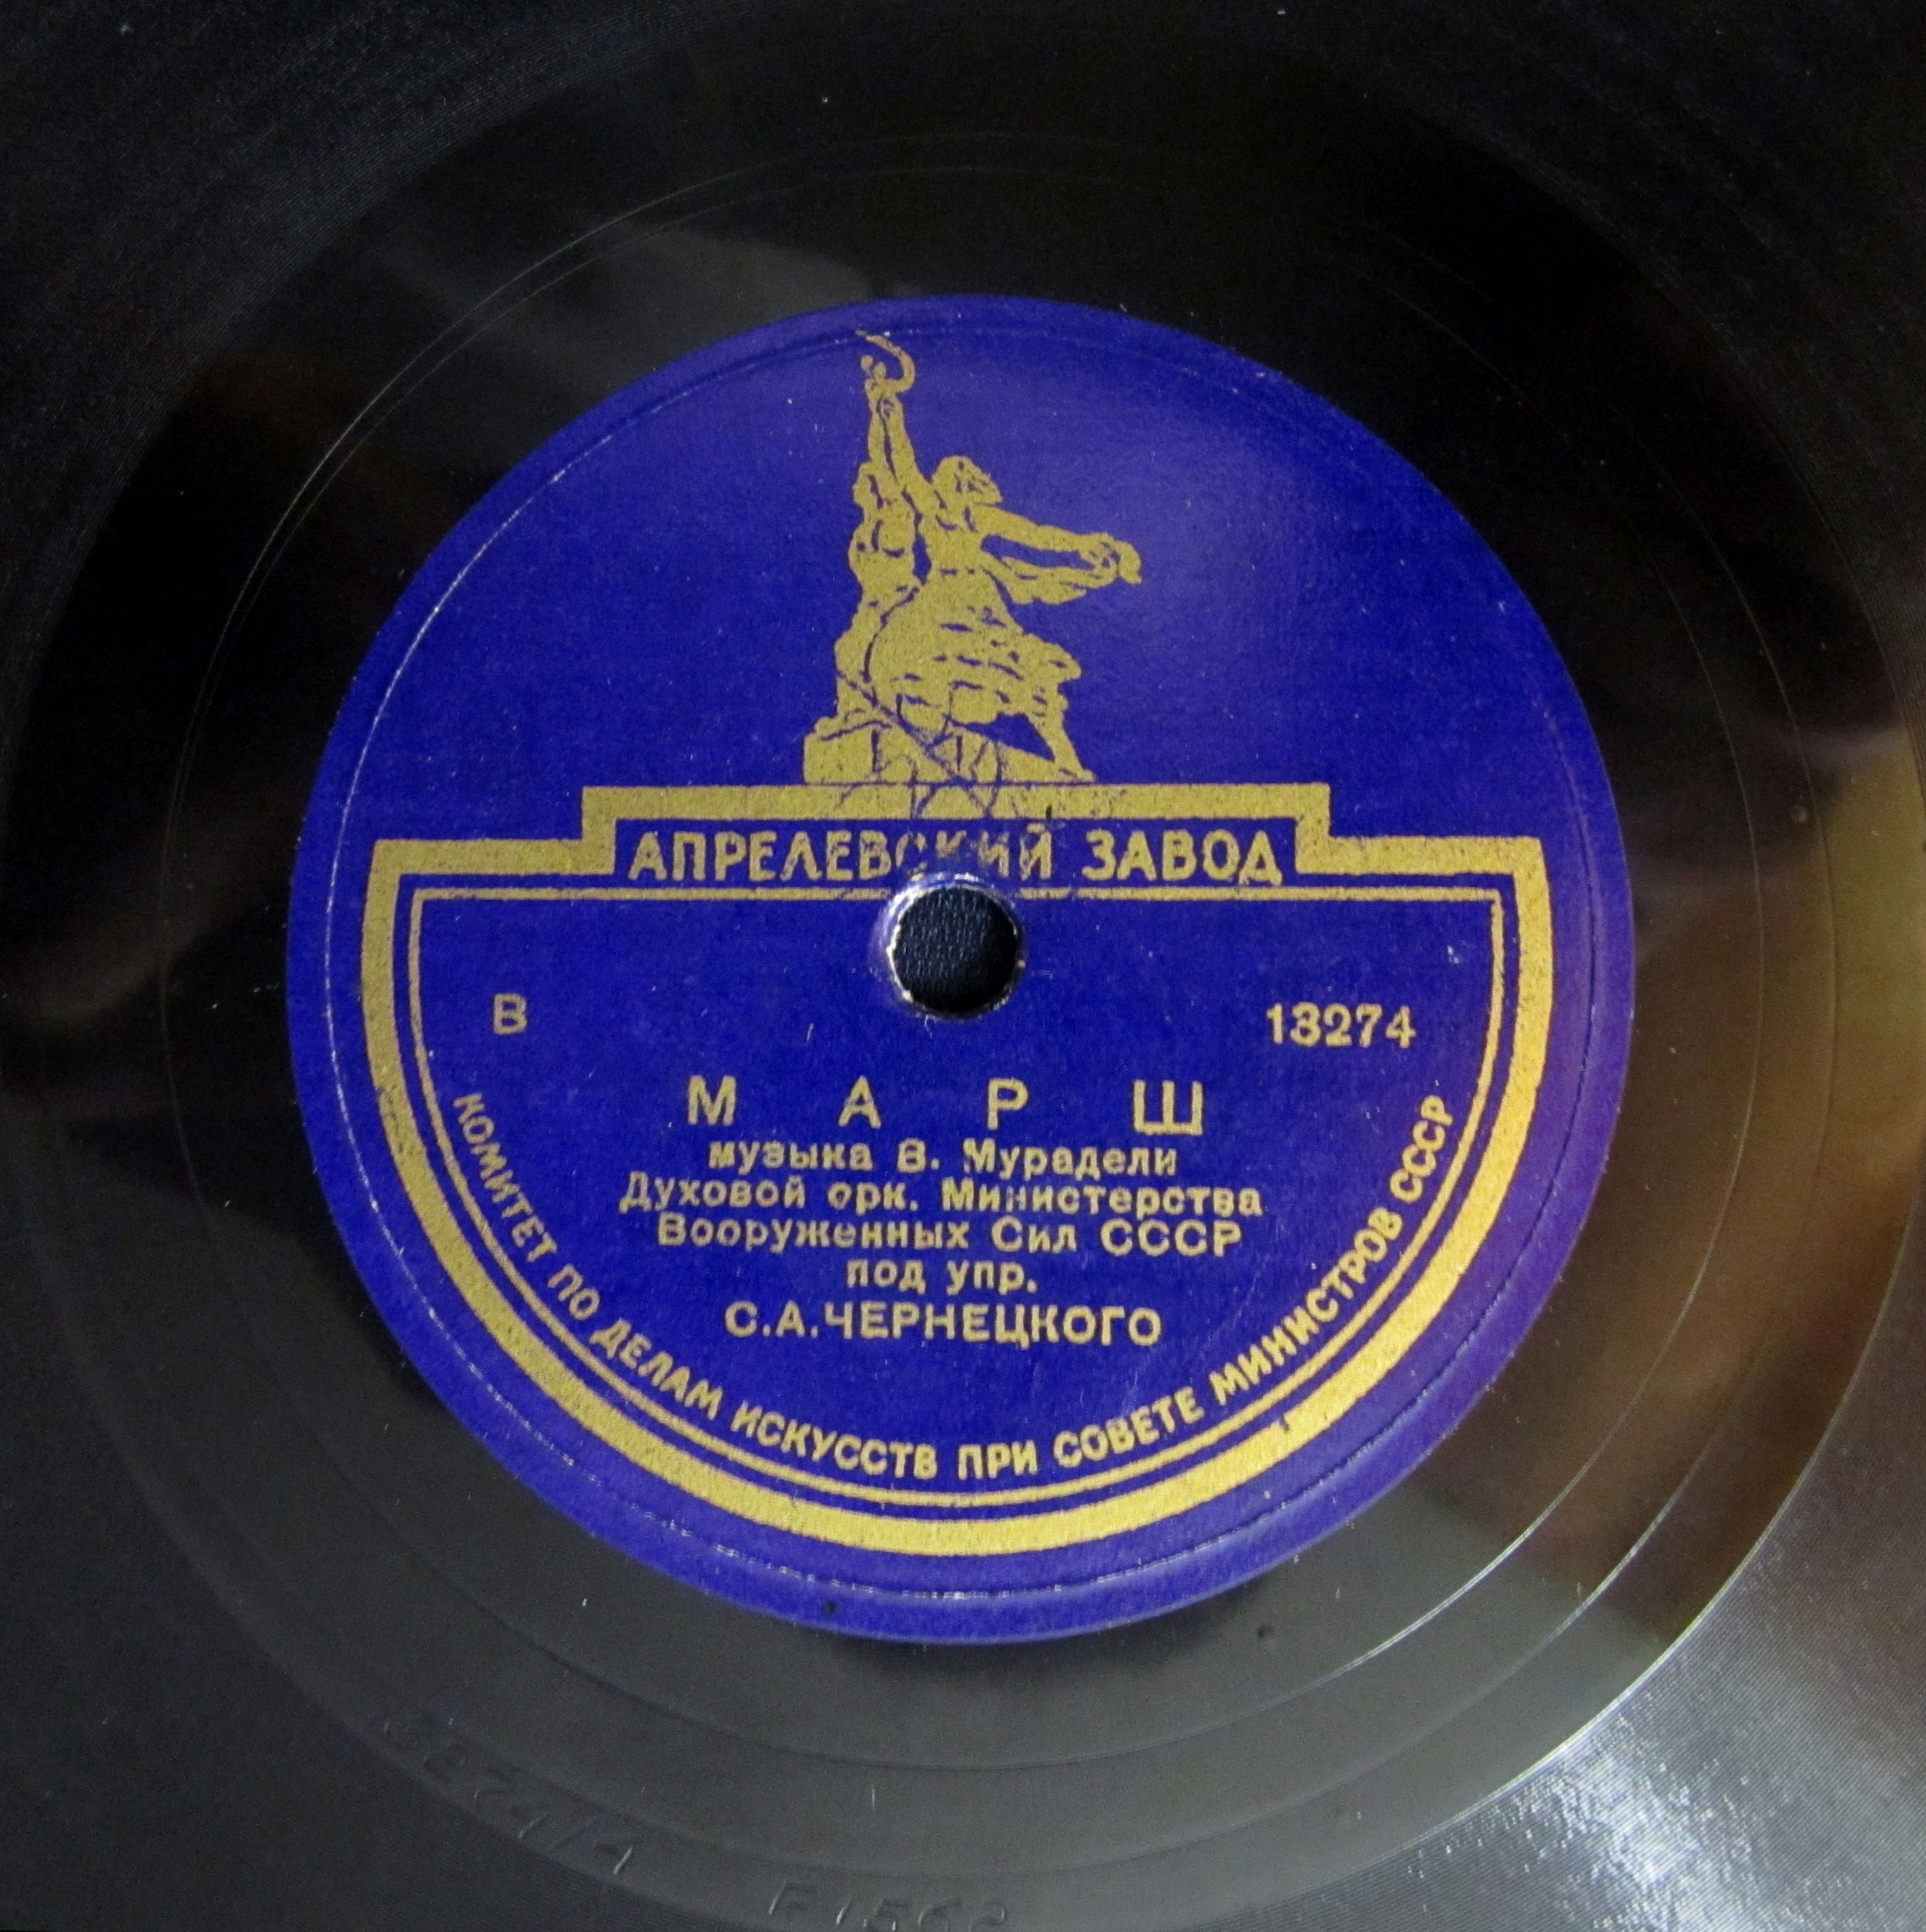 АПРЕЛЕВСКИЙ ЗАВОД
В 13274
МАРШ
музыка В. Мурадели
Духовой орк. Министерства
Вооруженных Сил СССР
под упр.
С.А.ЧЕРНЕЦКОГО
КОМИТЕТ ПО ДЕЛАМ ИСКУССТВ ПРИ СОВЕТЕ МИНИСТРОВ СССР